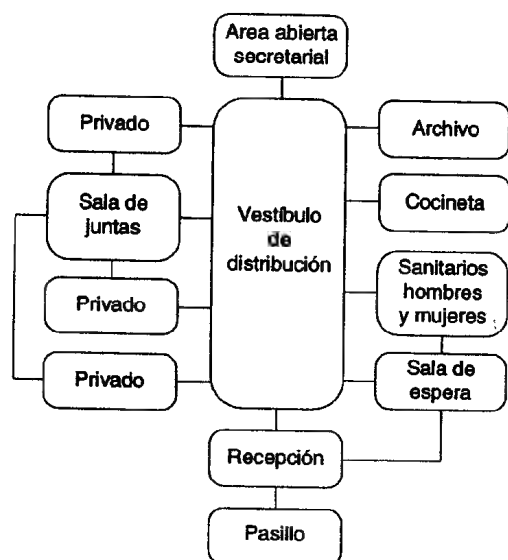 Area abierta
secretarial
Privado
Archivo
Sala de
juntas
Vestíbulo
de
distribución
Cocineta
Privado
Sanitarios
hombres
y mujeres
Privado
Sala de
espera
Recepción
Pasillo